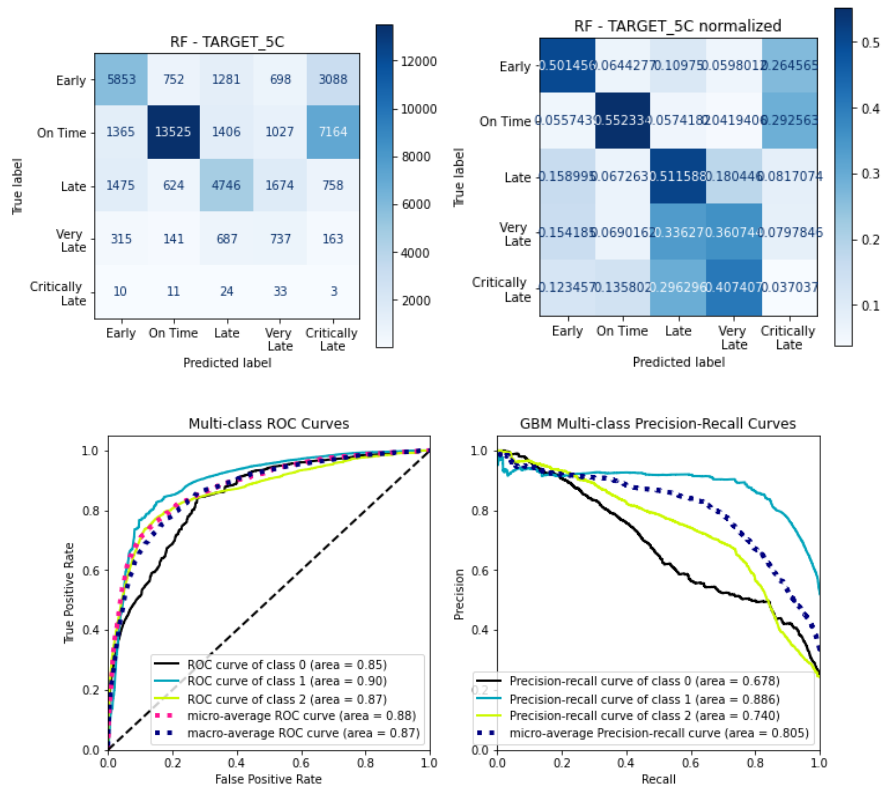 RF - TARGET_5C
Early
On Time
Late
Very
Late
Critically
Late
True label
5853 752 1281 698 3088
1365 13525 1406 1027 7164
1475 624 4746 1674 758
315 141 687 737 163
10 11 24 33 3
Early On Time Late Very
Late Critically
Late
Predicted label
12000
10000
8000
6000
4000
2000
RF - TARGET_5C normalized
Early
On Time
Late
Very
Late
Critically
Late
True label
0.501456 0.0644277 0.10975 0.0598012 0.264565
0.0557433 0.552334 0.0574182 0.0419406 0.292563
0.158995 0.067263 0.511588 0.180446 0.0817074
0.154185 0.0690162 0.33627 0.360744 0.0797846
0.123457 0.135802 0.296296 0.407407 0.037037
Early On Time Late Very
Late Critically
Late
Predicted label
0.5
0.4
0.3
0.2
0.1
Multi-class ROC Curves
1.0
0.8
0.6
0.4
0.2
0.0
True Positive Rate
ROC curve of class 0 (area = 0.85)
ROC curve of class 1 (area = 0.90)
ROC curve of class 2 (area = 0.87)
micro-average ROC curve (area = 0.88)
macro-average ROC curve (area = 0.87)
0.0 0.2 0.4 0.6 0.8 1.0
False Positive Rate
GBM Multi-class Precision-Recall Curves
1.0
0.8
0.6
0.4
0.2
0.0
Precision
Precision-recall curve of class 0 (area = 0.678)
Precision-recall curve of class 1 (area = 0.886)
Precision-recall curve of class 2 (area = 0.740)
micro-average Precision-recall curve (area = 0.805)
0.0 0.2 0.4 0.6 0.8 1.0
Recall